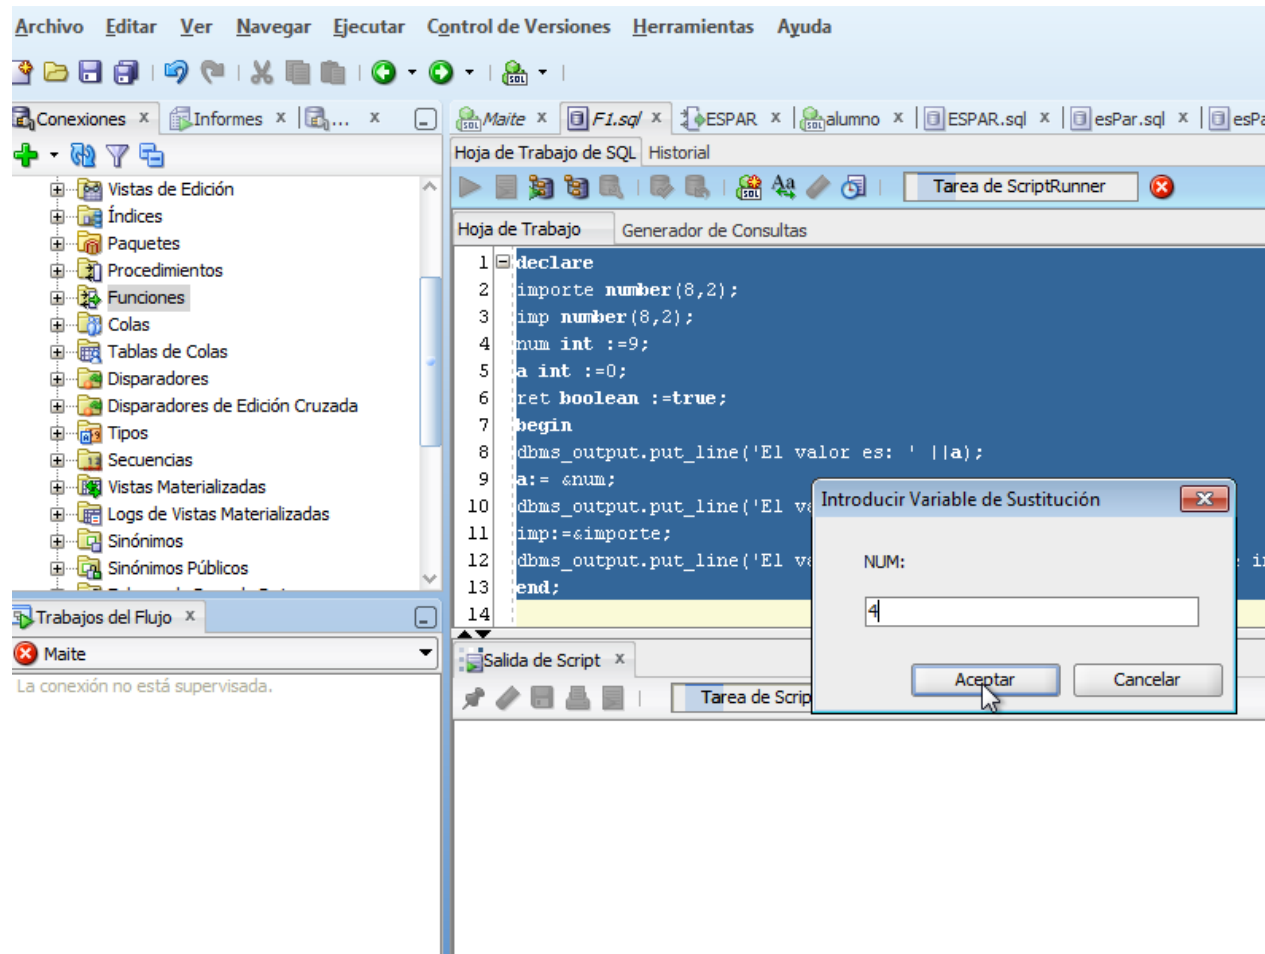 Archivo Editar Ver Navegar Ejecutar Control de Versiones Herramientas Ayuda
Conexiones x Informes x ... x
Maite x F1.sql x ESPAR x alumno x ESPAR.sql x esPar.sql x esPa
Hoja de Trabajo de SQL Historial
Tarea de ScriptRunner
Hoja de Trabajo Generador de Consultas
Vistas de Edición
Índices
Paquetes
Procedimientos
Funciones
Colas
Tablas de Colas
Disparadores
Disparadores de Edición Cruzada
Tipos
Secuencias
Vistas Materializadas
Logs de Vistas Materializadas
Sinónimos
Sinónimos Públicos
1 declare
2 importe number(8,2);
3 imp number(8,2);
4 num int :=9;
5 a int :=0;
6 ret boolean :=true;
7 begin
8 dbms_output.put_line('El valor es: ' ||a);
9 a:= &num;
10 dbms_output.put_line('El va
11 imp:=&importe;
12 dbms_output.put_line('El va
13 end;
14
Introducir Variable de Sustitución
NUM:
4
Aceptar Cancelar
Trabajos del Flujo x
Maite
La conexión no está supervisada.
Salida de Script x
Tarea de Scrip